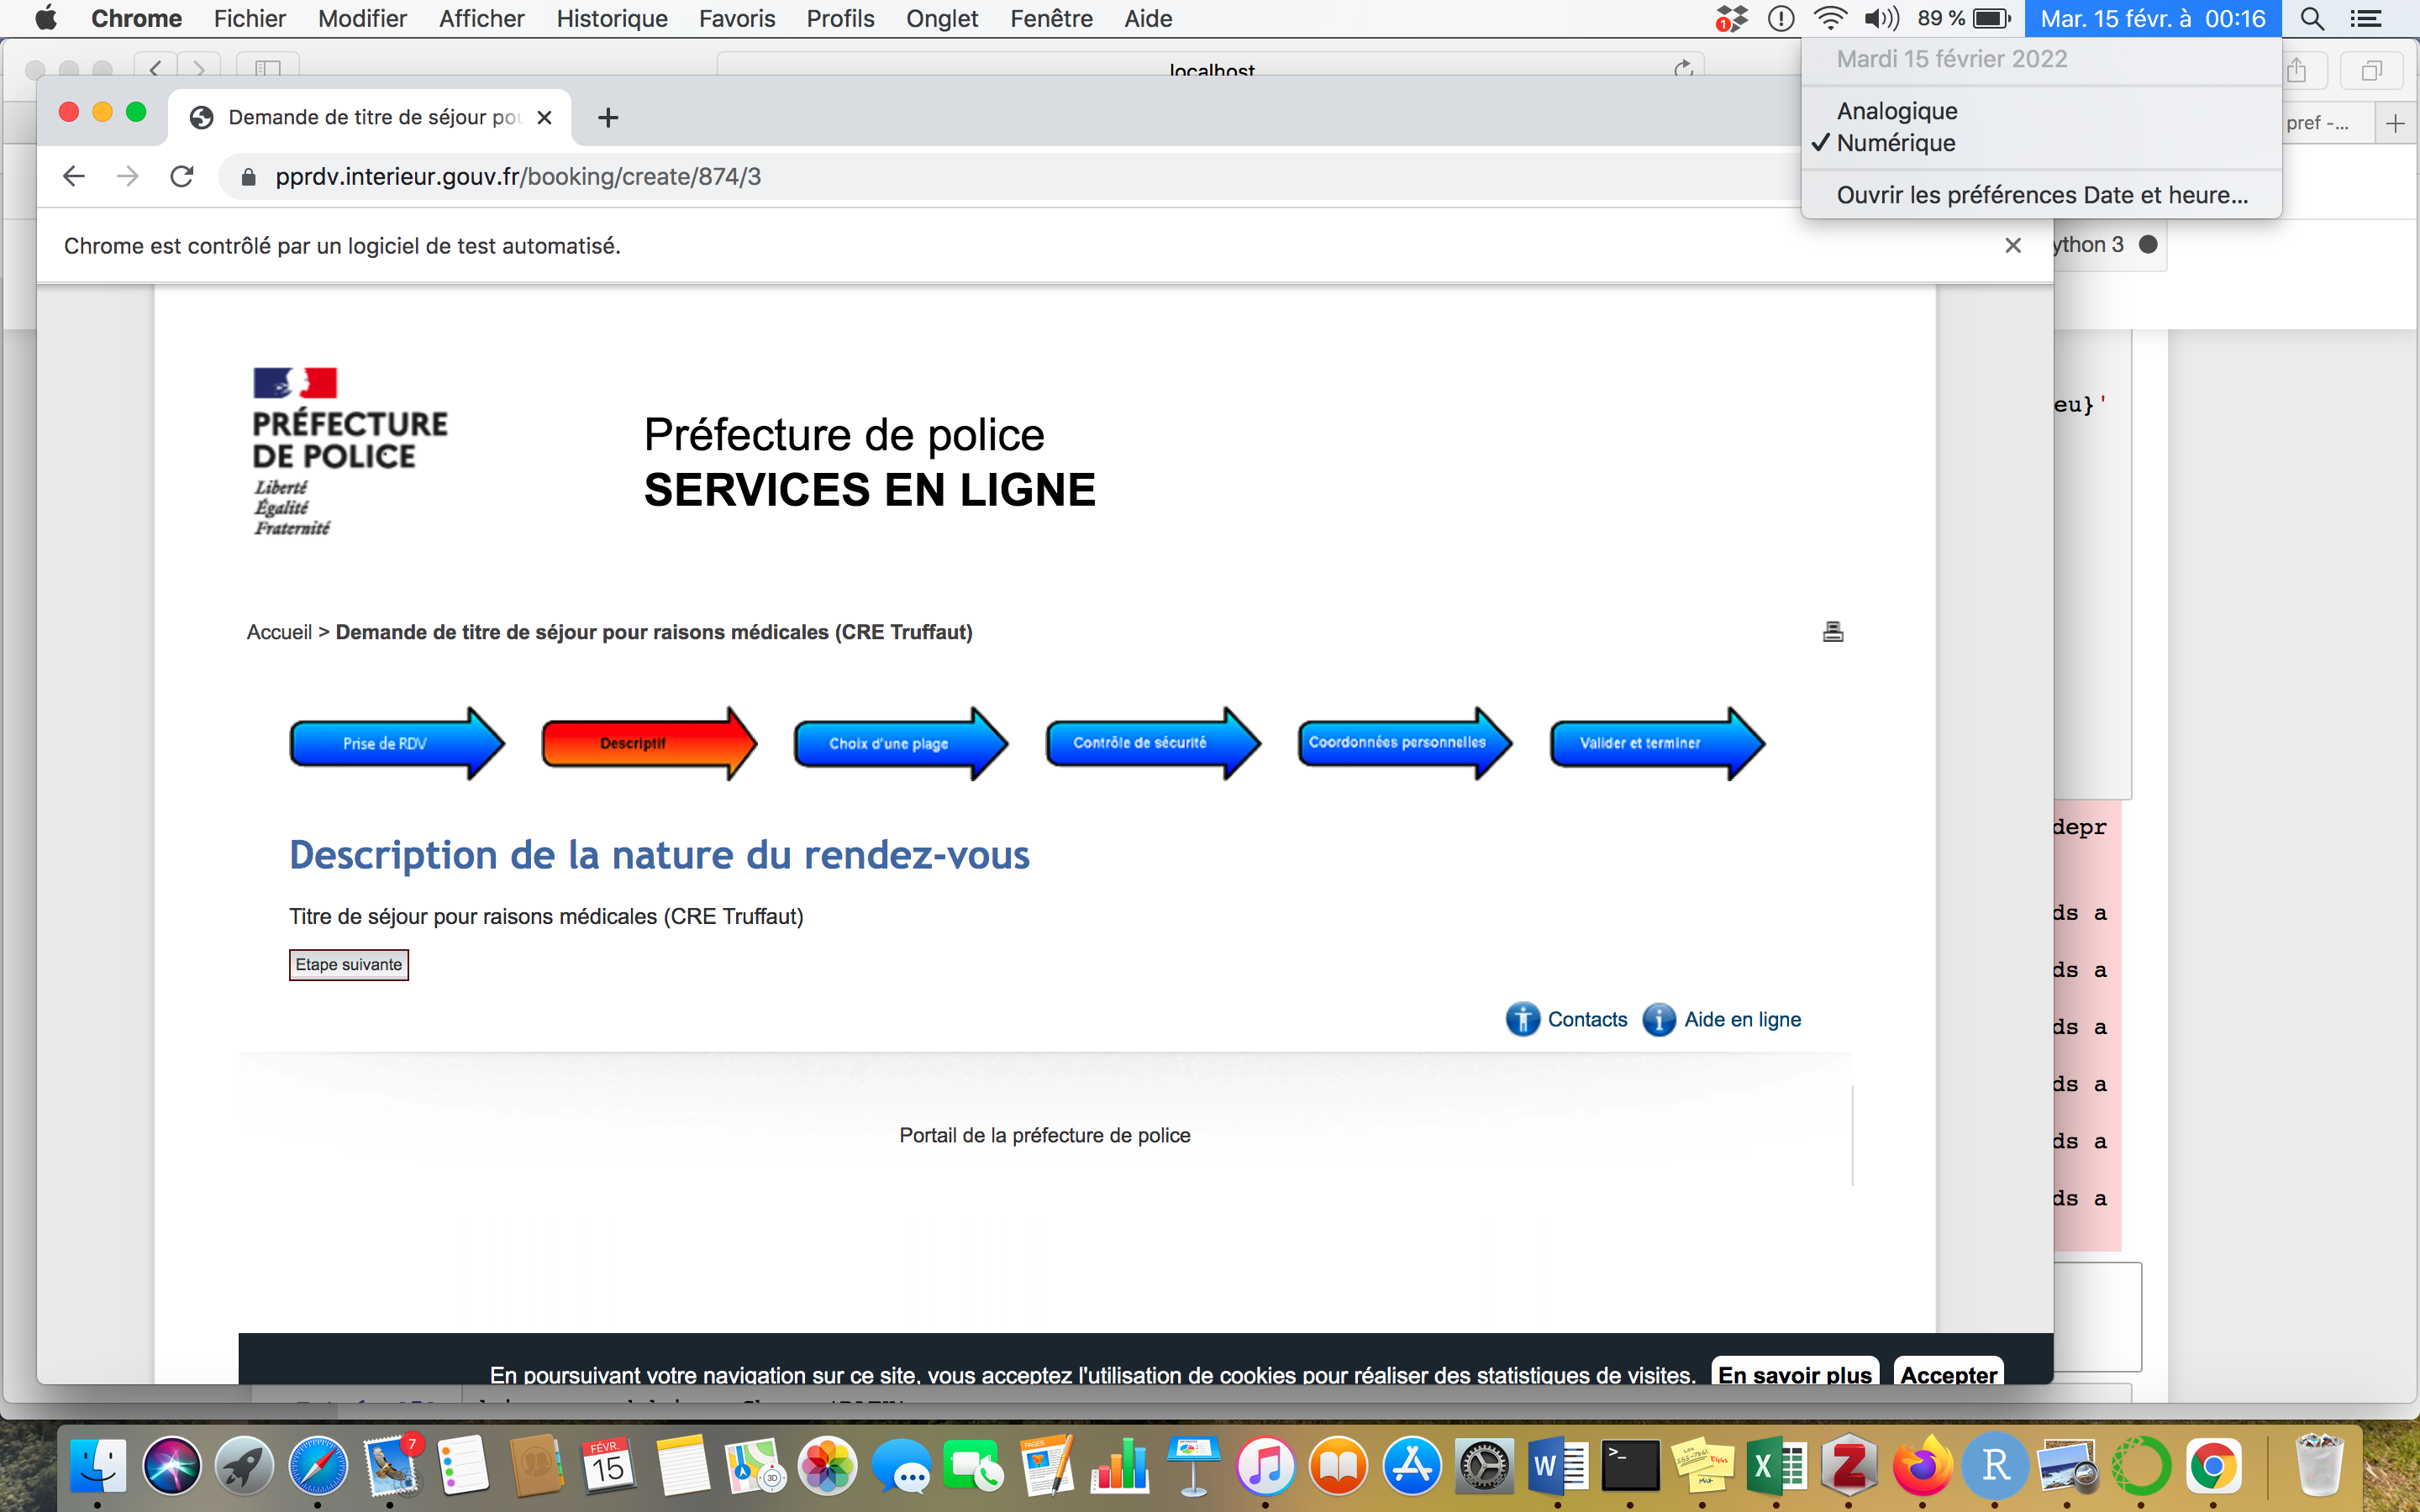 Chrome Fichier Modifier Afficher Historique Favoris Profils Onglet Fenêtre Aide 1 89 % Mar. 15 févr. à 00:16
localhost
Mardi 15 février 2022
Analogique
✓ Numérique
Ouvrir les préférences Date et heure...
pref -...
Demande de titre de séjour
pprdv.interieur.gouv.fr/booking/create/874/3
Chrome est contrôlé par un logiciel de test automatisé.
ython 3
PRÉFECTURE
DE POLICE
Liberté
Égalité
Fraternité
Préfecture de police
SERVICES EN LIGNE
eu}'
Accueil > Demande de titre de séjour pour raisons médicales (CRE Truffaut)
Prise de RDV
Descriptif
Choix d'une plage
Contrôle de sécurité
Coordonnées personnelles
Valider et terminer
depr
Description de la nature du rendez-vous
Titre de séjour pour raisons médicales (CRE Truffaut)
ds a
Etape suivante
ds a
Contacts
Aide en ligne
ds a
ds a
Portail de la préfecture de police
ds a
ds a
En poursuivant votre navigation sur ce site, vous acceptez l'utilisation de cookies pour réaliser des statistiques de visites. En savoir plus Accepter
7
FÉVR.
15
3D
PAGES
W
>_
X
Z
R